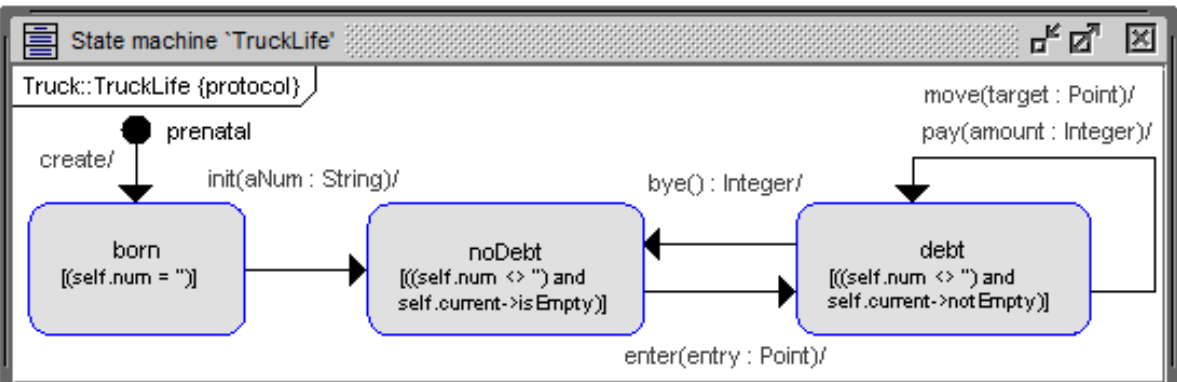 State machine `TruckLife'
Truck::TruckLife {protocol}
move(target : Point)/
pay(amount : Integer)/
prenatal
create/
init(aNum : String)/
bye() : Integer/
born
[(self.num = '')]
noDebt
[((self.num <> '') and
self.current->isEmpty)]
debt
[((self.num <> '') and
self.current->notEmpty)]
enter(entry : Point)/